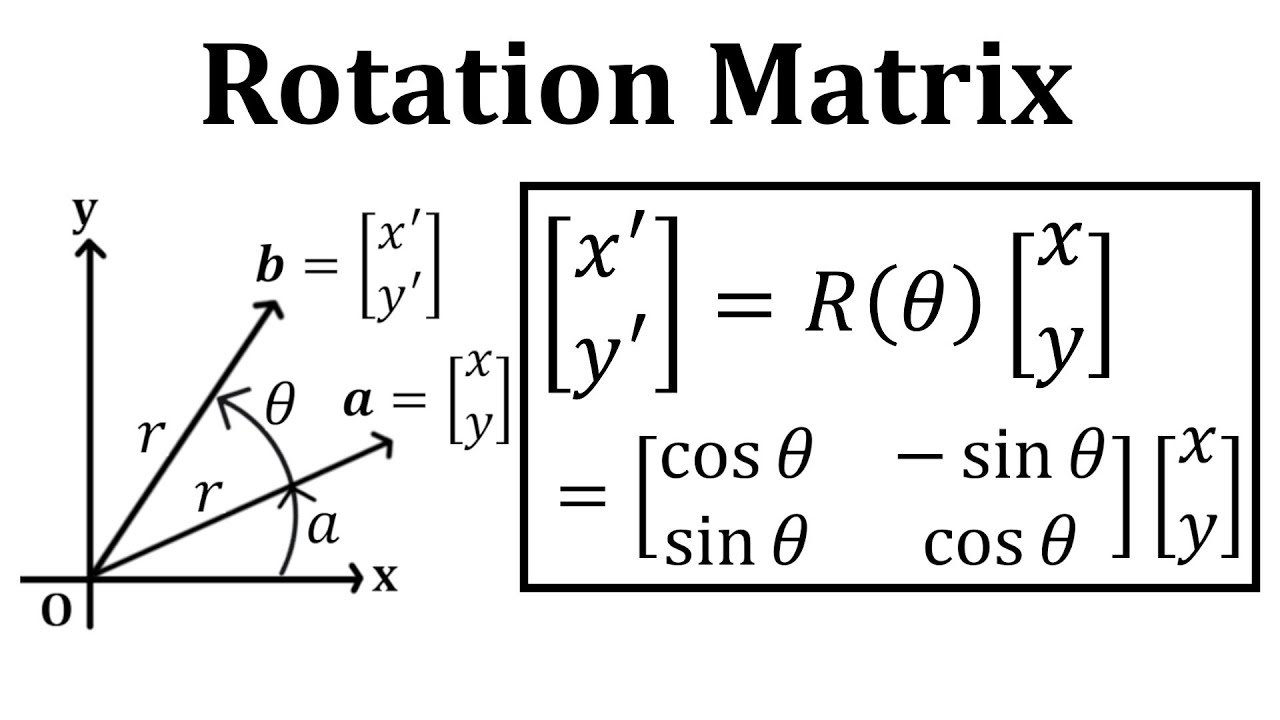 Rotation Matrix
y
b = [x′ y′]
a = [x y]
θ
r
r
a
x
O
[x′ y′] = R(θ) [x y]
= [cos θ − sin θ
sin θ cos θ] [x y]